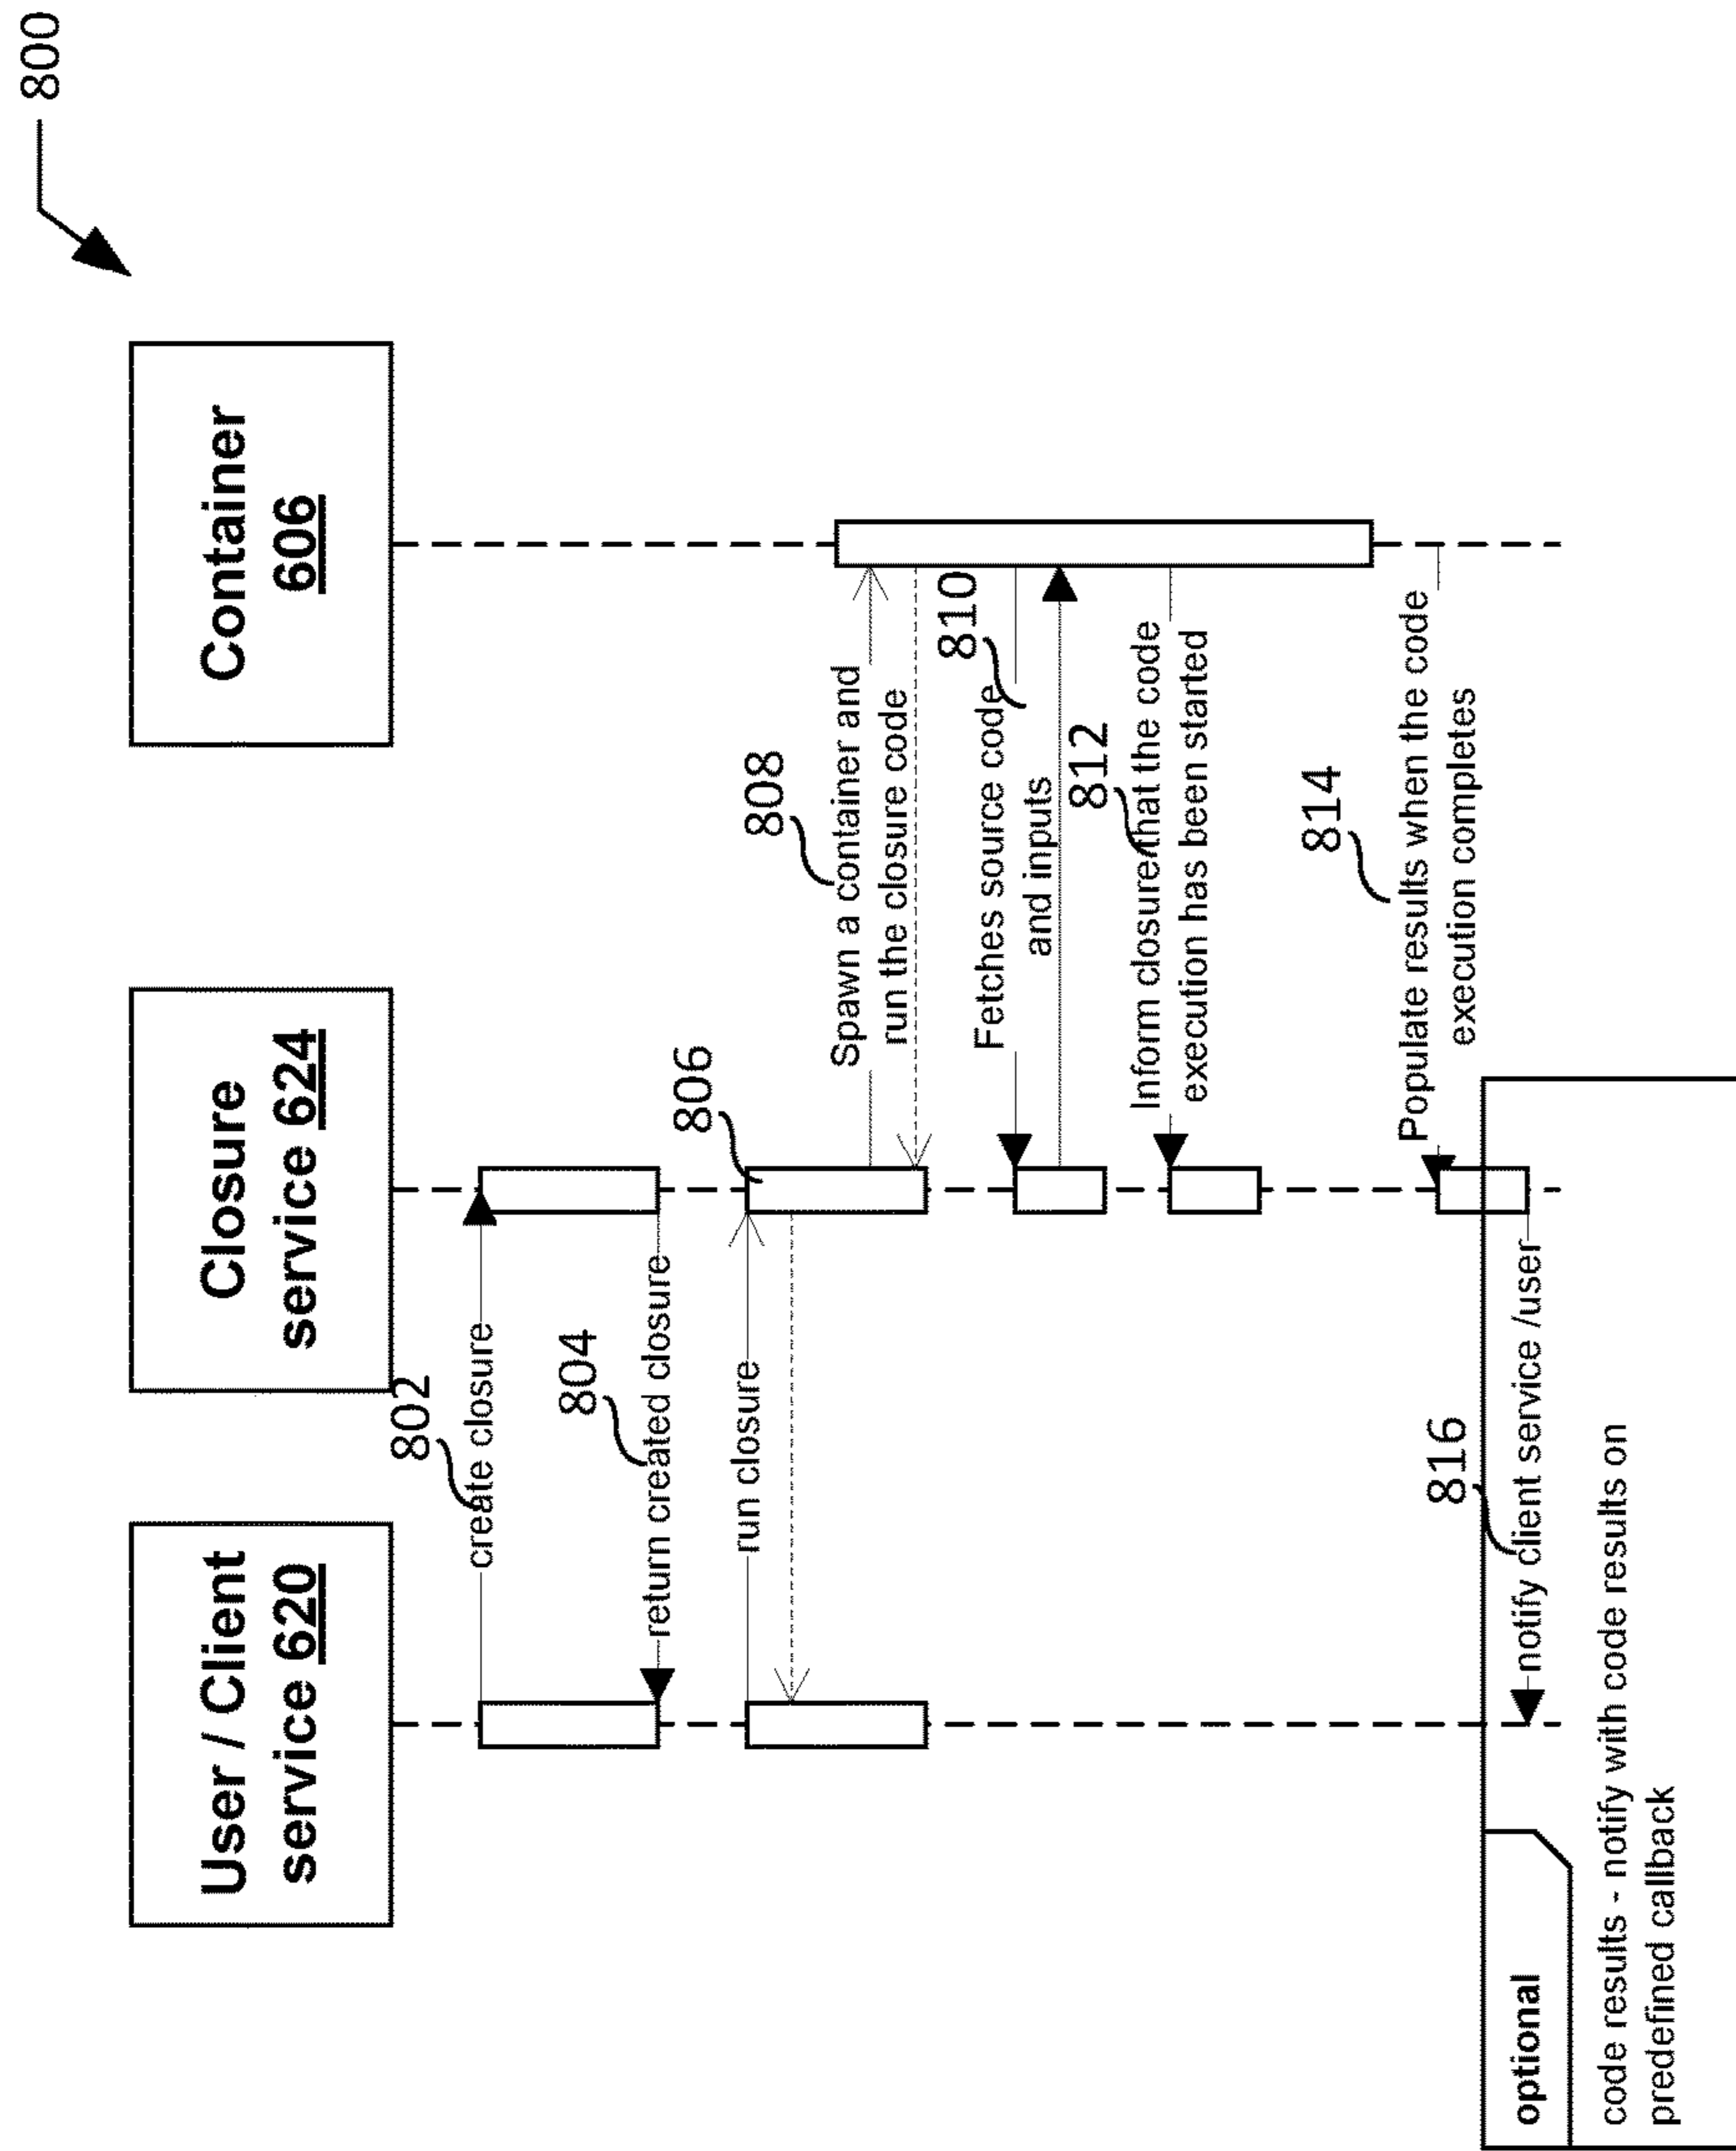 800
User / Client
service 620
Closure
service 624
Container
606
802
create closure
804
return created closure
806
run closure
808
Spawn a container and
run the closure code
810
Fetches source code
and inputs
812
Inform closure that the code
execution has been started
814
Populate results when the code
execution completes
816
notify client service /user
optional
code results - notify with code results on
predefined callback